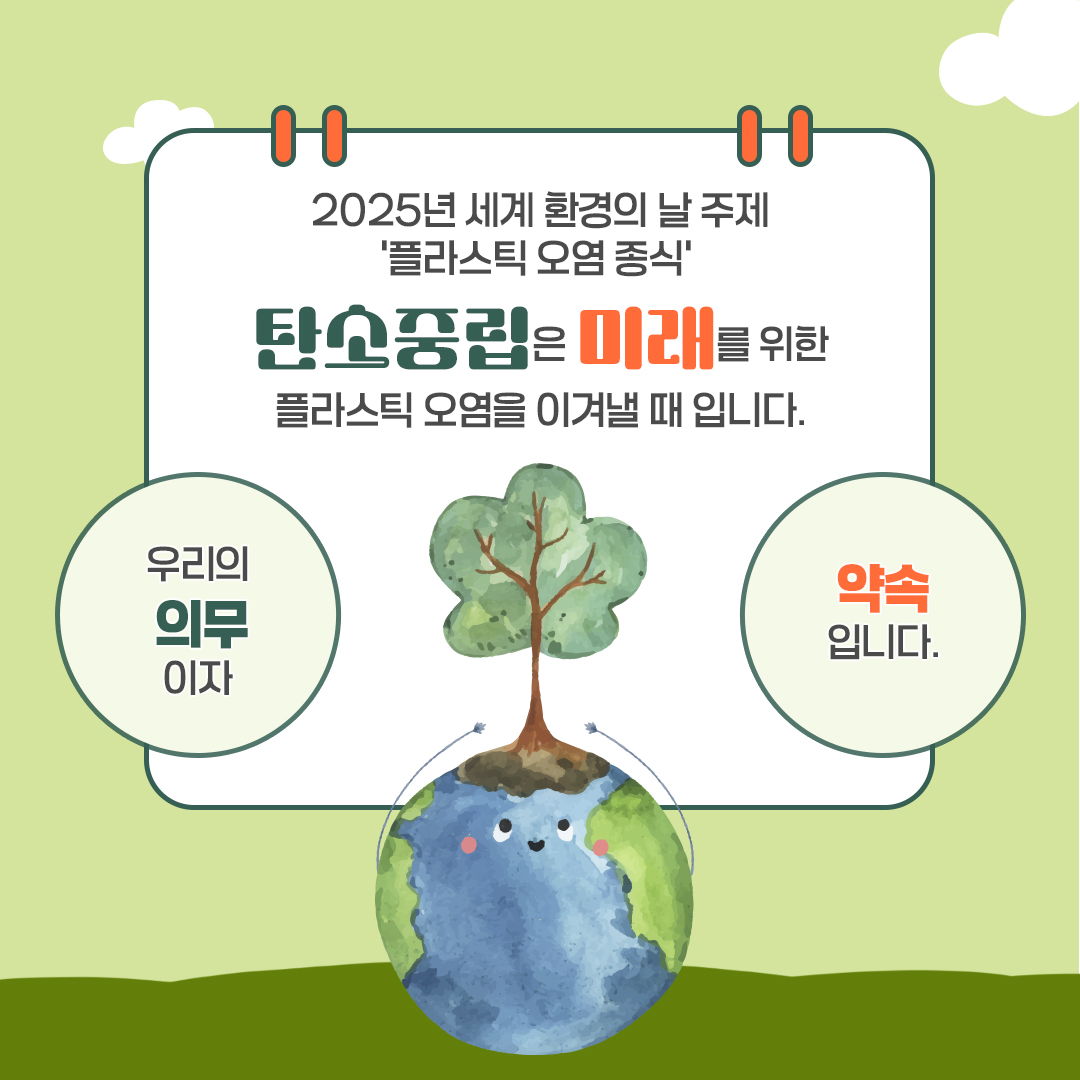 2025년 세계 환경의 날 주제
'플라스틱 오염 종식'
탄소중립은 미래를 위한
플라스틱 오염을 이겨낼 때 입니다.
우리의
의무
이자
약속
입니다.